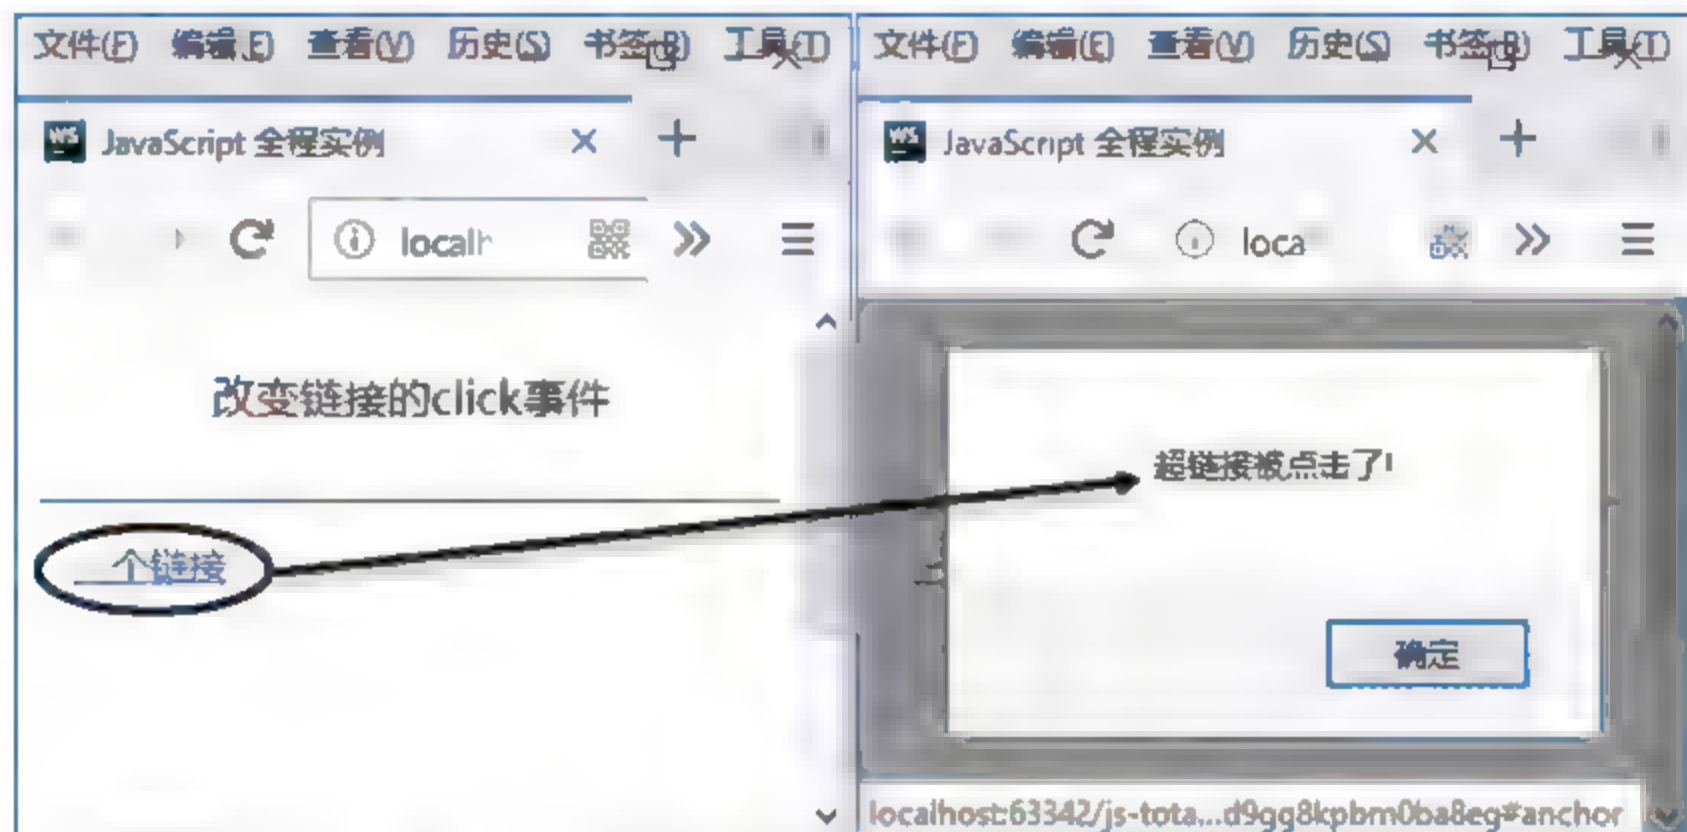 文件(F) 编辑(E) 查看(V) 历史(S) 书签(B) 工具(T)
JavaScript 全程实例
localh
改变链接的click事件
个链接
文件(F) 编辑(E) 查看(V) 历史(S) 书签(B) 工具(T)
JavaScript 全程实例
loca
超链接被点击了!
确定
localhost:63342/js-tota...d9gg8kpbm0ba8eg#anchor